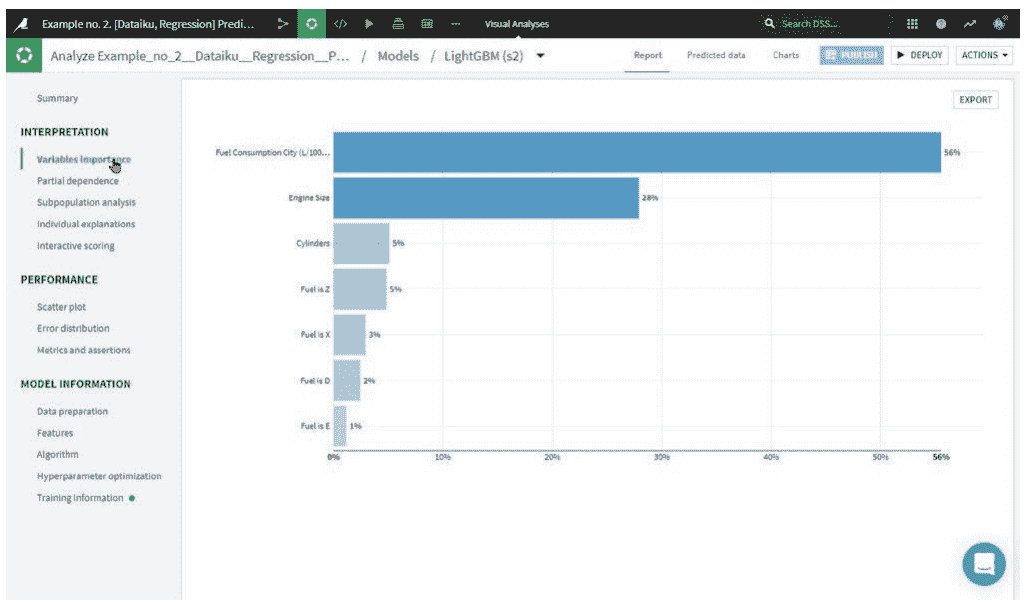 Example no. 2. [Dataiku, Regression] Predi...
Visual Analyses
Search DSS...
Analyze Example_no_2__Dataiku__Regression__P... / Models / LightGBM (s2)
Report
Predicted data
Charts
PUBLISH
DEPLOY
ACTIONS
Summary
EXPORT
INTERPRETATION
Variables importance
Partial dependence
Subpopulation analysis
Individual explanations
Interactive scoring
PERFORMANCE
Scatter plot
Error distribution
Metrics and assertions
MODEL INFORMATION
Data preparation
Features
Algorithm
Hyperparameter optimization
Training information
Fuel Consumption City (L/100... 56%
Engine Size 28%
Cylinders 5%
Fuel is Z 5%
Fuel is X 3%
Fuel is D 2%
Fuel is E 1%
0% 10% 20% 30% 40% 50% 56%